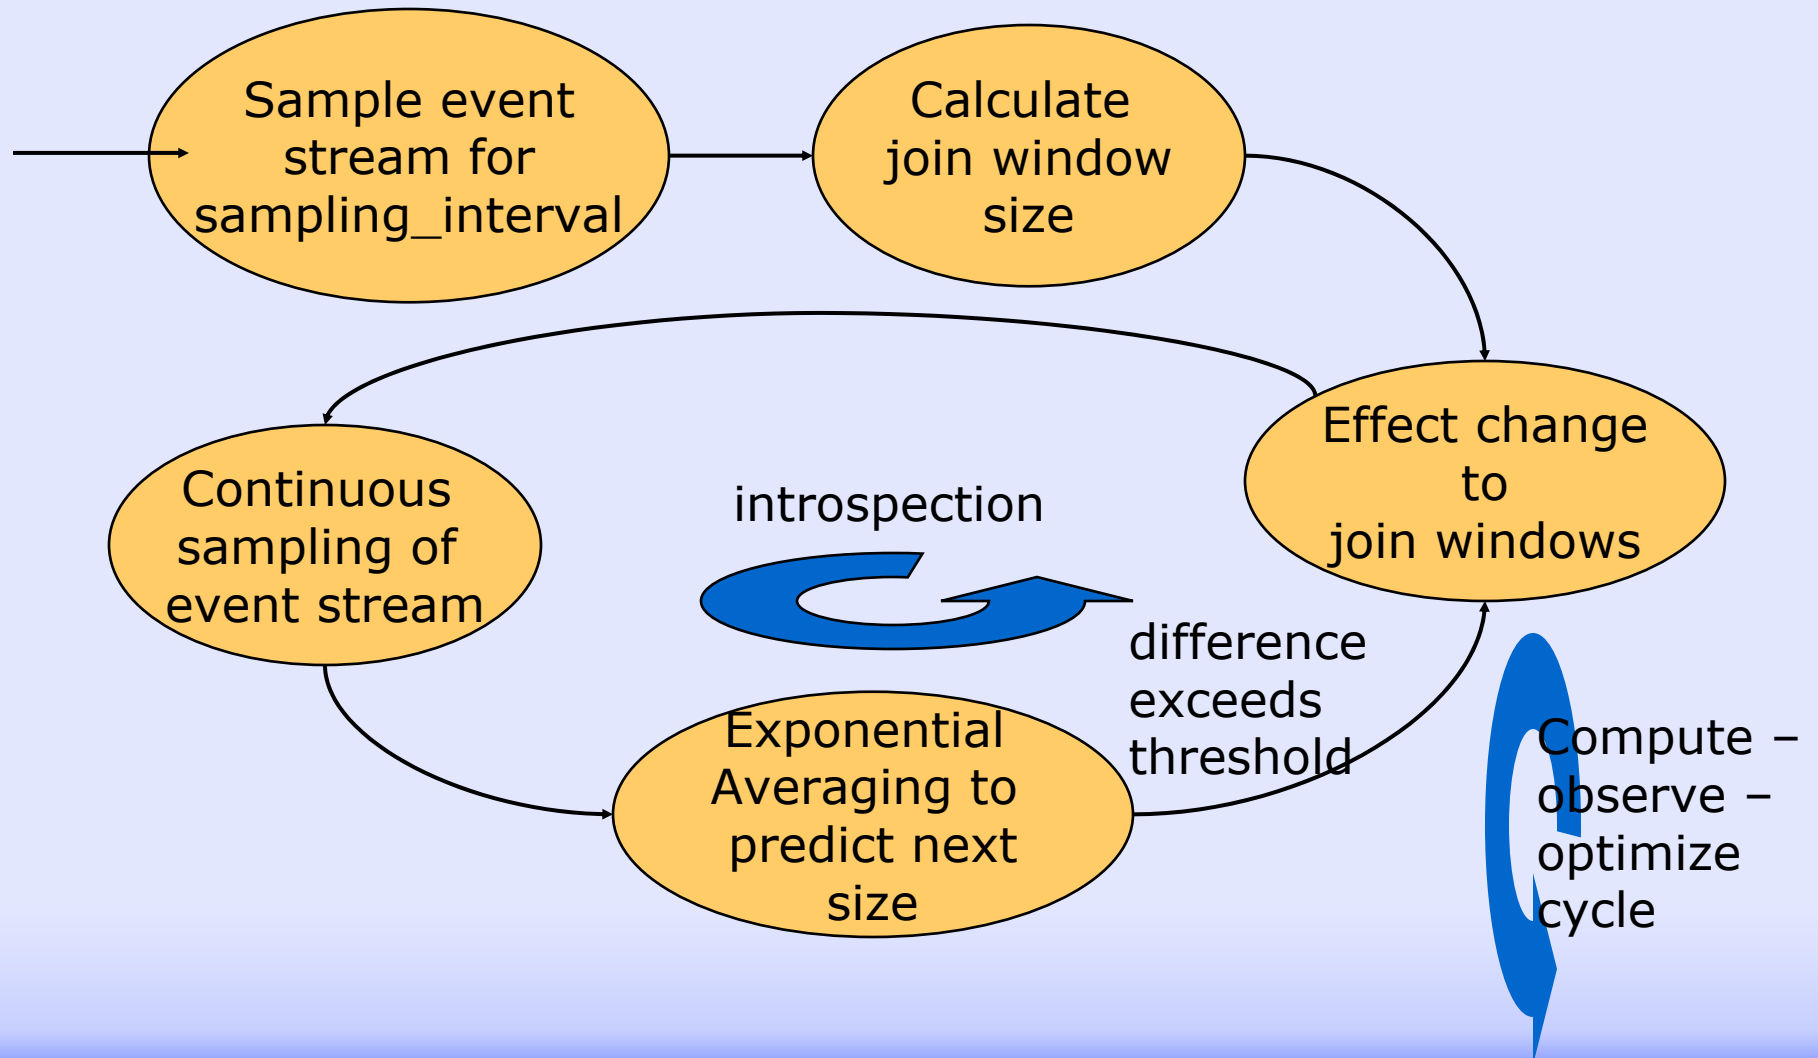 Sample event
stream for
sampling_interval
Calculate
join window
size
Effect change
to
join windows
Continuous
sampling of
event stream
introspection
difference
exceeds
threshold
Exponential
Averaging to
predict next
size
Compute –
observe –
optimize
cycle